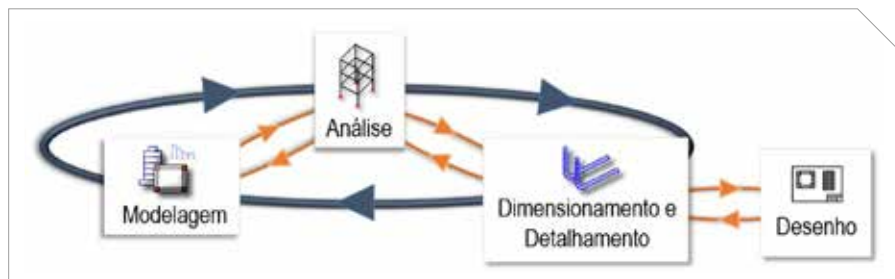 Análise
Modelagem
Dimensionamento e
Detalhamento
Desenho